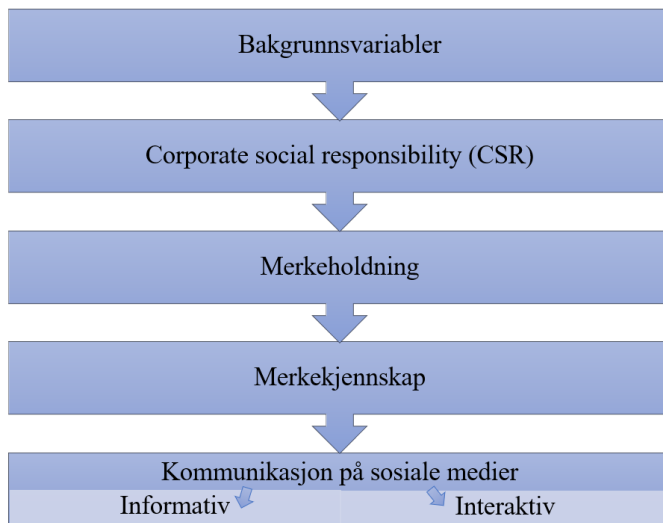 Bakgrunnsvariabler
Corporate social responsibility (CSR)
Merkeholdning
Merkekjennskap
Kommunikasjon på sosiale medier
Informativ
Interaktiv